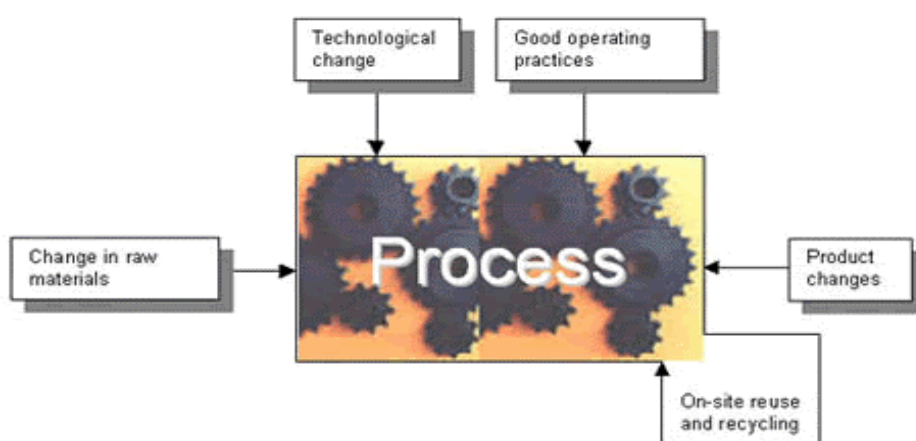 Technological
change
Good operating
practices
Process
Change in raw
materials
Product
changes
On-site reuse
and recycling